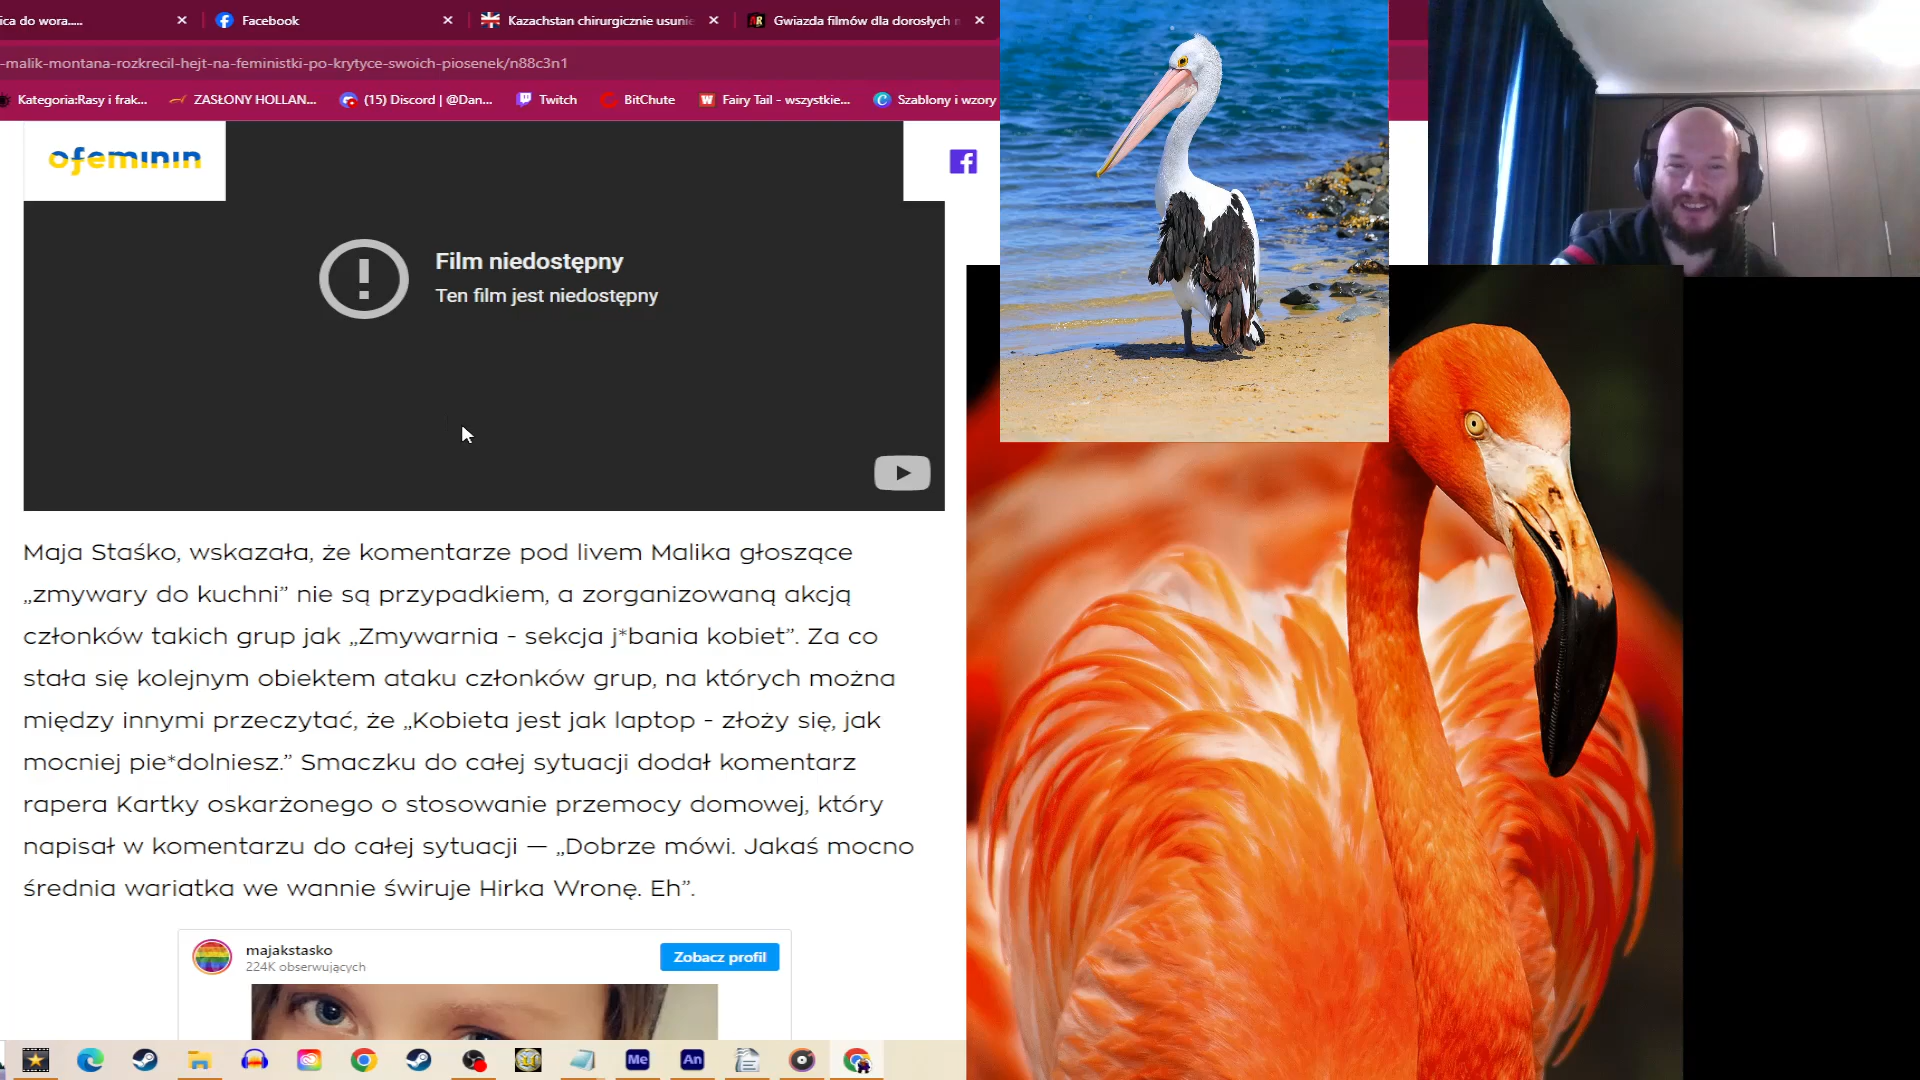 ica do wora.....
Facebook
Kazachstan chirurgicznie usunie
Gwiazda filmów dla dorosłych
-malik-montana-rozkrecil-hejt-na-feministki-po-krytyce-swoich-piosenek/n88c3n1
Kategoria:Rasy i frak...
ZASŁONY HOLLAN...
(15) Discord | @Dan...
Twitch
BitChute
Fairy Tail - wszystkie...
Szablony i wzory
ofeminin
Film niedostępny
Ten film jest niedostępny
Maja Staśko, wskazała, że komentarze pod livem Malika głoszące
„zmywary do kuchni” nie są przypadkiem, a zorganizowaną akcją
członków takich grup jak „Zmywarnia - sekcja j*bania kobiet”. Za co
stała się kolejnym obiektem ataku członków grup, na których można
między innymi przeczytać, że „Kobieta jest jak laptop - złoży się, jak
mocniej pie*dolniesz.” Smaczku do całej sytuacji dodał komentarz
rapera Kartky oskarżonego o stosowanie przemocy domowej, który
napisał w komentarzu do całej sytuacji — „Dobrze mówi. Jakaś mocno
średnia wariatka we wannie świruje Hirka Wronę. Eh”.
majakstasko
224K obserwujących
Zobacz profil
Me
An